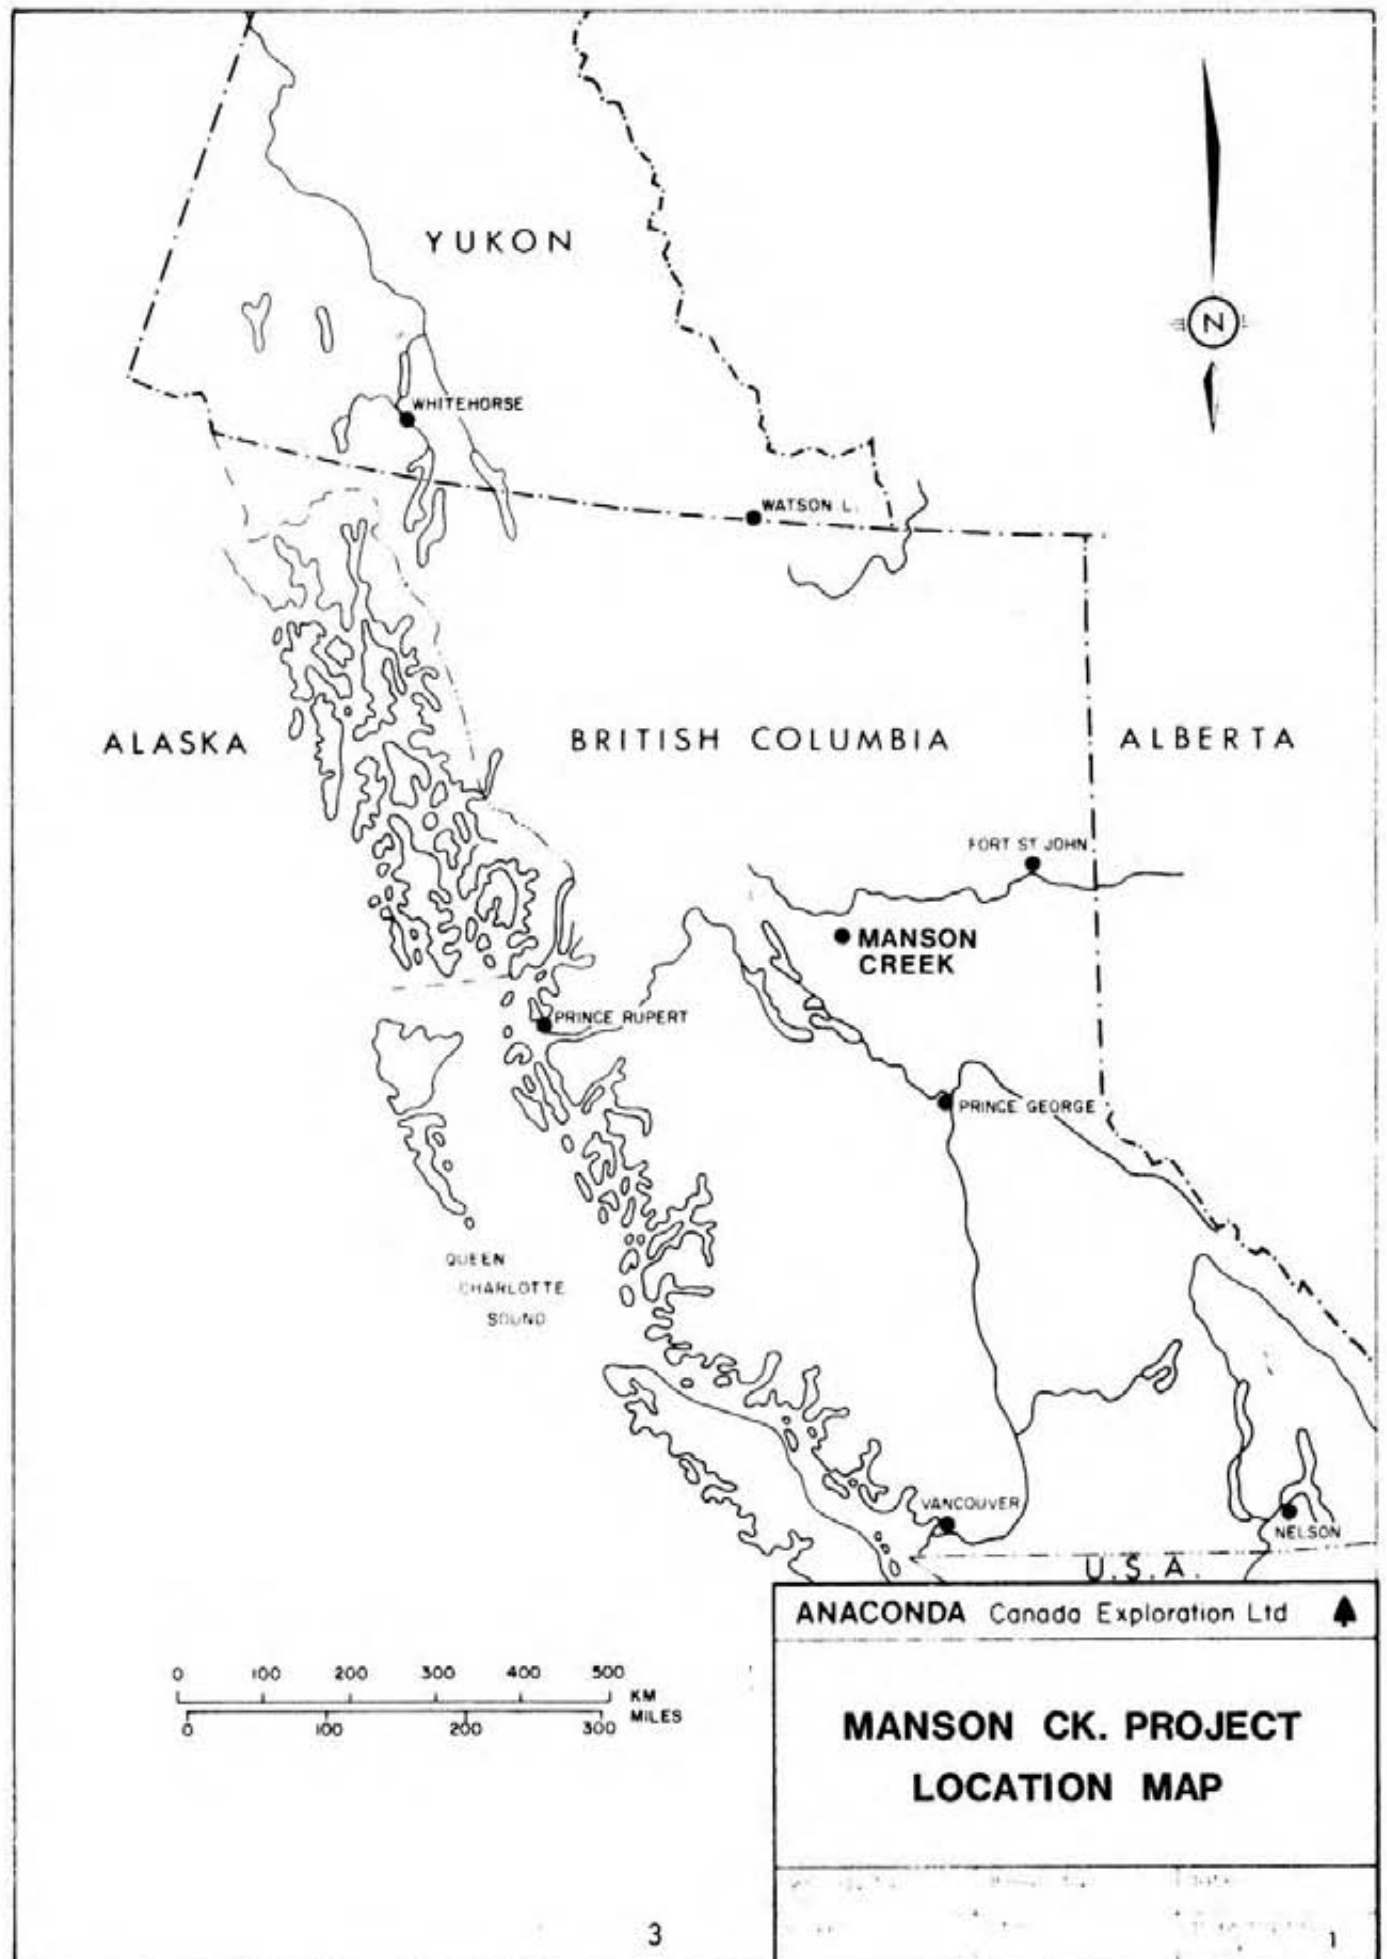 YUKON
N
WHITEHORSE
WATSON L.
ALASKA
BRITISH COLUMBIA
ALBERTA
FORT ST JOHN
MANSON
CREEK
PRINCE RUPERT
PRINCE GEORGE
QUEEN
CHARLOTTE
SOUND
VANCOUVER
NELSON
U.S.A.
ANACONDA Canada Exploration Ltd
0 100 200 300 400 500
KM
MILES
0 100 200 300
MANSON CK. PROJECT
LOCATION MAP
3
1